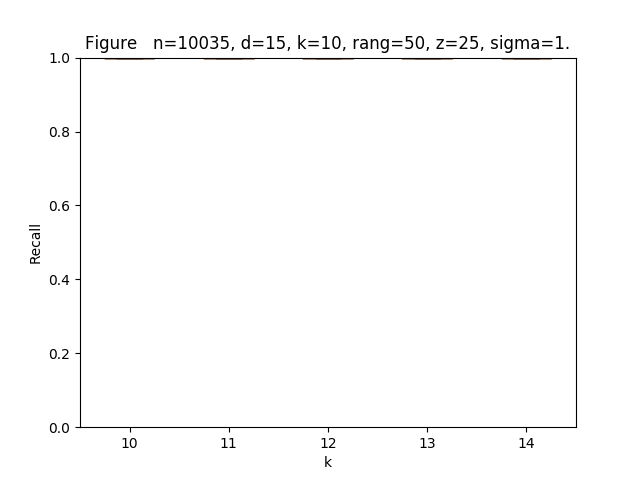 Figure   n=10035, d=15, k=10, rang=50, z=25, sigma=1.
1.0
0.8
0.6
0.4
0.2
0.0
Recall
10 11 12 13 14
k